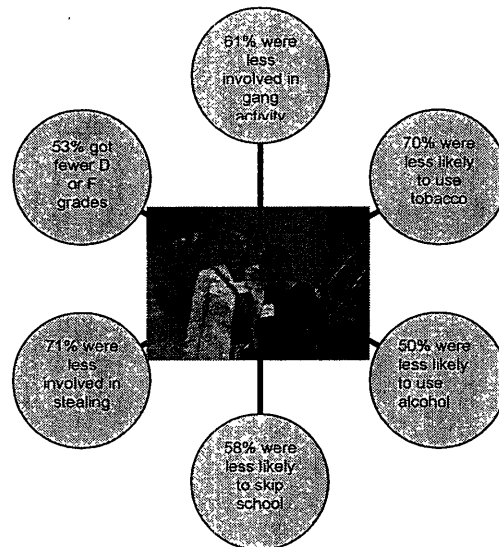 61% were
less
involved in
gang
activity
53% got
fewer D
or F
grades
70% were
less likely
to use
tobacco
71% were
less
involved in
stealing
50% were
less likely
to use
alcohol
58% were
less likely
to skip
school